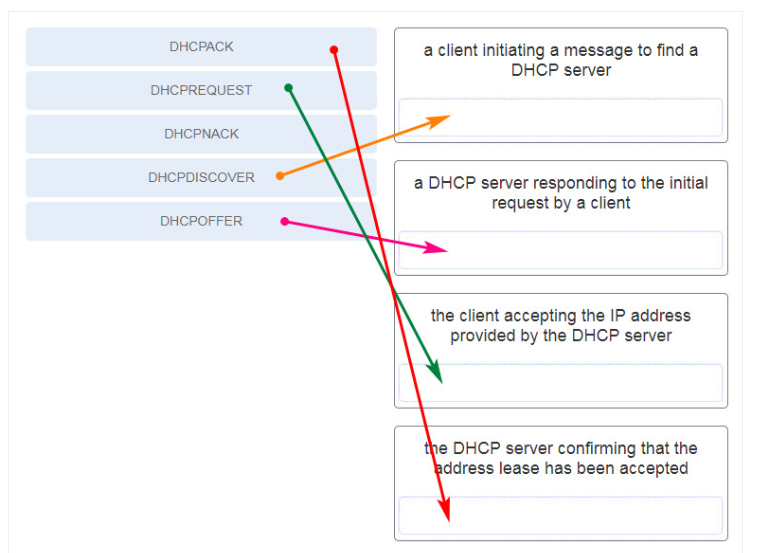 DHCPACK
DHCPREQUEST
DHCPNACK
DHCPDISCOVER
DHCPOFFER
a client initiating a message to find a
DHCP server
a DHCP server responding to the initial
request by a client
the client accepting the IP address
provided by the DHCP server
the DHCP server confirming that the
address lease has been accepted